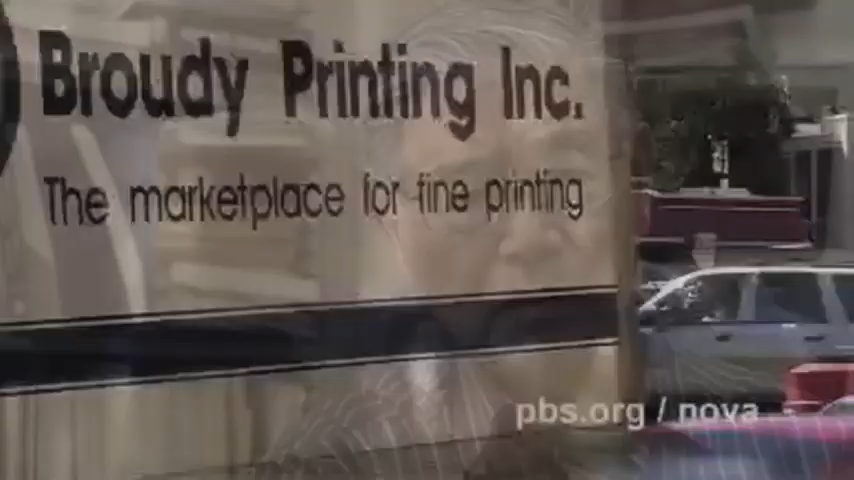 Broudy Printing Inc.
The marketplace for fine printing
pbs.org / nova